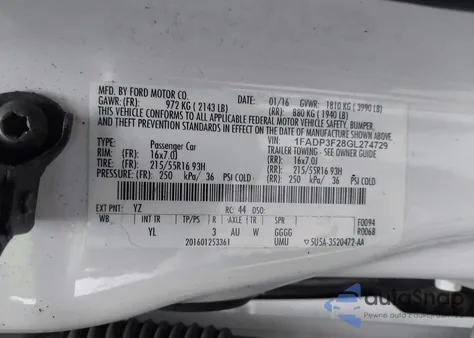 MFD. BY FORD MOTOR CO.
DATE: 01/16 GVWR: 1810 KG ( 3990 LB)
GAWR: (FR): 972 KG ( 2143 LB) (RR): 880 KG ( 1940 LB)
THIS VEHICLE CONFORMS TO ALL APPLICABLE FEDERAL MOTOR VEHICLE SAFETY, BUMPER,
AND THEFT PREVENTION STANDARDS IN EFFECT ON THE DATE OF MANUFACTURE SHOWN ABOVE.
VIN: 1FADP3F28GL274729
TYPE: Passenger Car TRAILER TOWING - SEE OWNER GUIDE
RIM: (FR) 16x7.0J (RR): 16x7.0J
TIRE: (FR) 215/55R16 93H (RR): 215/55R16 93H
PRESSURE: (FR) 250 kPa/ 36 PSI COLD (RR): 250 kPa/ 36 PSI COLD
EXT PNT: YZ RC: 44 DSO:
WB INT TR TP/PS R AXLE TR SPR F0094
YL 3 AU W GGGG R0068
201601253361 UMU 5U5A-3520472-AA
autoSnap
Pewne auto z